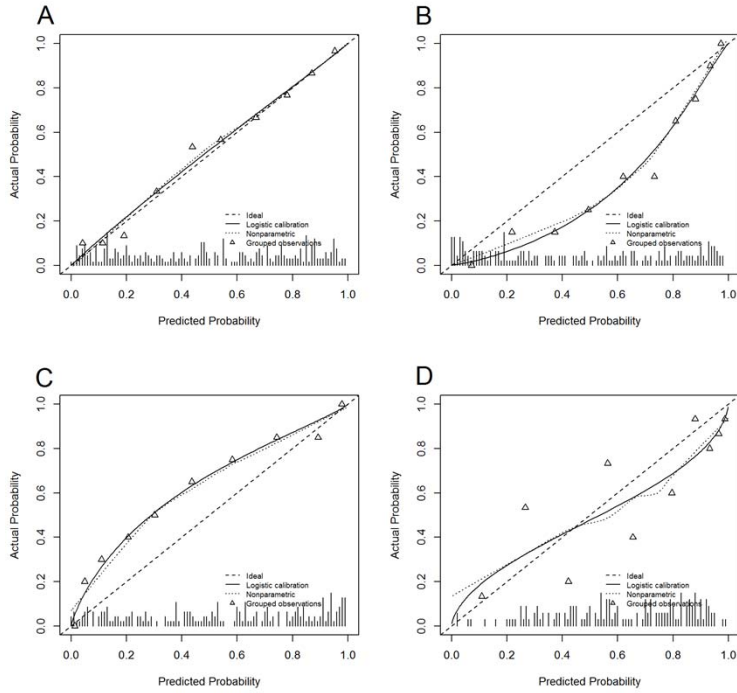 A
Actual Probability
1.0
0.8
0.6
0.4
0.2
0.0
Ideal
Logistic calibration
Nonparametric
Grouped observations
0.0 0.2 0.4 0.6 0.8 1.0
Predicted Probability
B
Actual Probability
1.0
0.8
0.6
0.4
0.2
0.0
Ideal
Logistic calibration
Nonparametric
Grouped observations
0.0 0.2 0.4 0.6 0.8 1.0
Predicted Probability
C
Actual Probability
1.0
0.8
0.6
0.4
0.2
0.0
Ideal
Logistic calibration
Nonparametric
Grouped observations
0.0 0.2 0.4 0.6 0.8 1.0
Predicted Probability
D
Actual Probability
1.0
0.8
0.6
0.4
0.2
0.0
Ideal
Logistic calibration
Nonparametric
Grouped observations
0.0 0.2 0.4 0.6 0.8 1.0
Predicted Probability